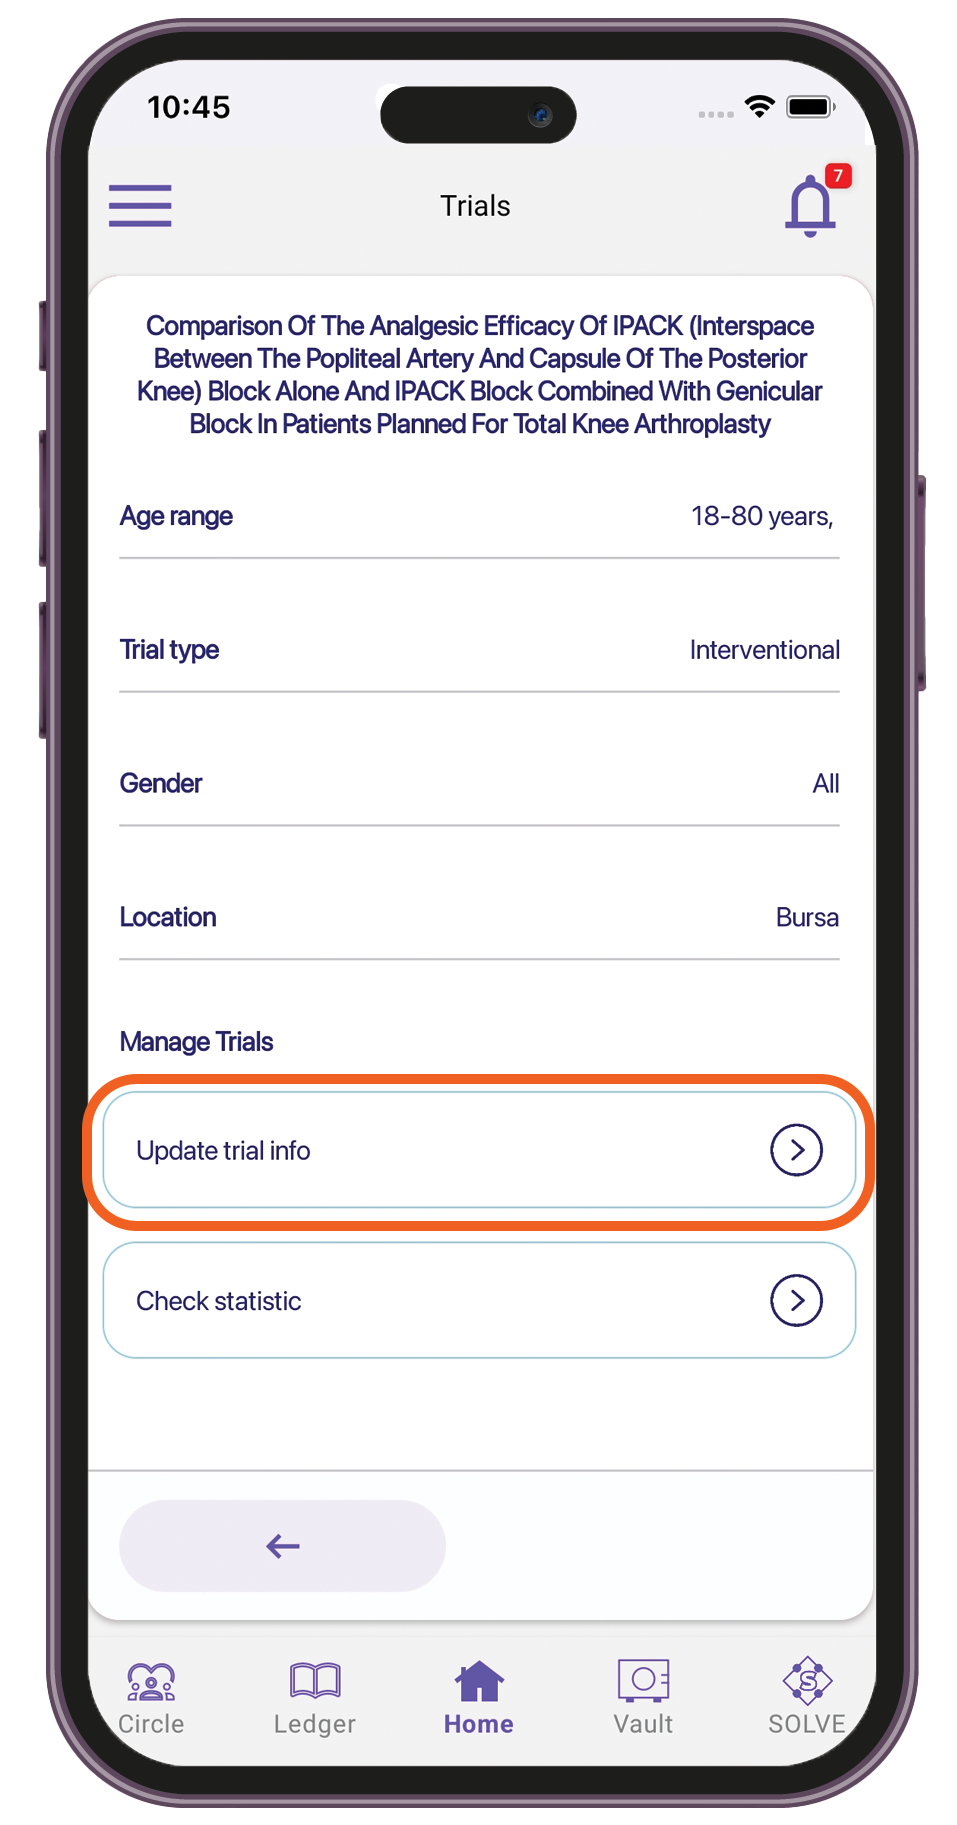 10:45
7
Trials
Comparison Of The Analgesic Efficacy Of IPACK (Interspace
Between The Popliteal Artery And Capsule Of The Posterior
Knee) Block Alone And IPACK Block Combined With Genicular
Block In Patients Planned For Total Knee Arthroplasty
Age range 18-80 years,
Trial type Interventional
Gender All
Location Bursa
Manage Trials
Update trial info
Check statistic
S
Circle Ledger Home Vault SOLVE